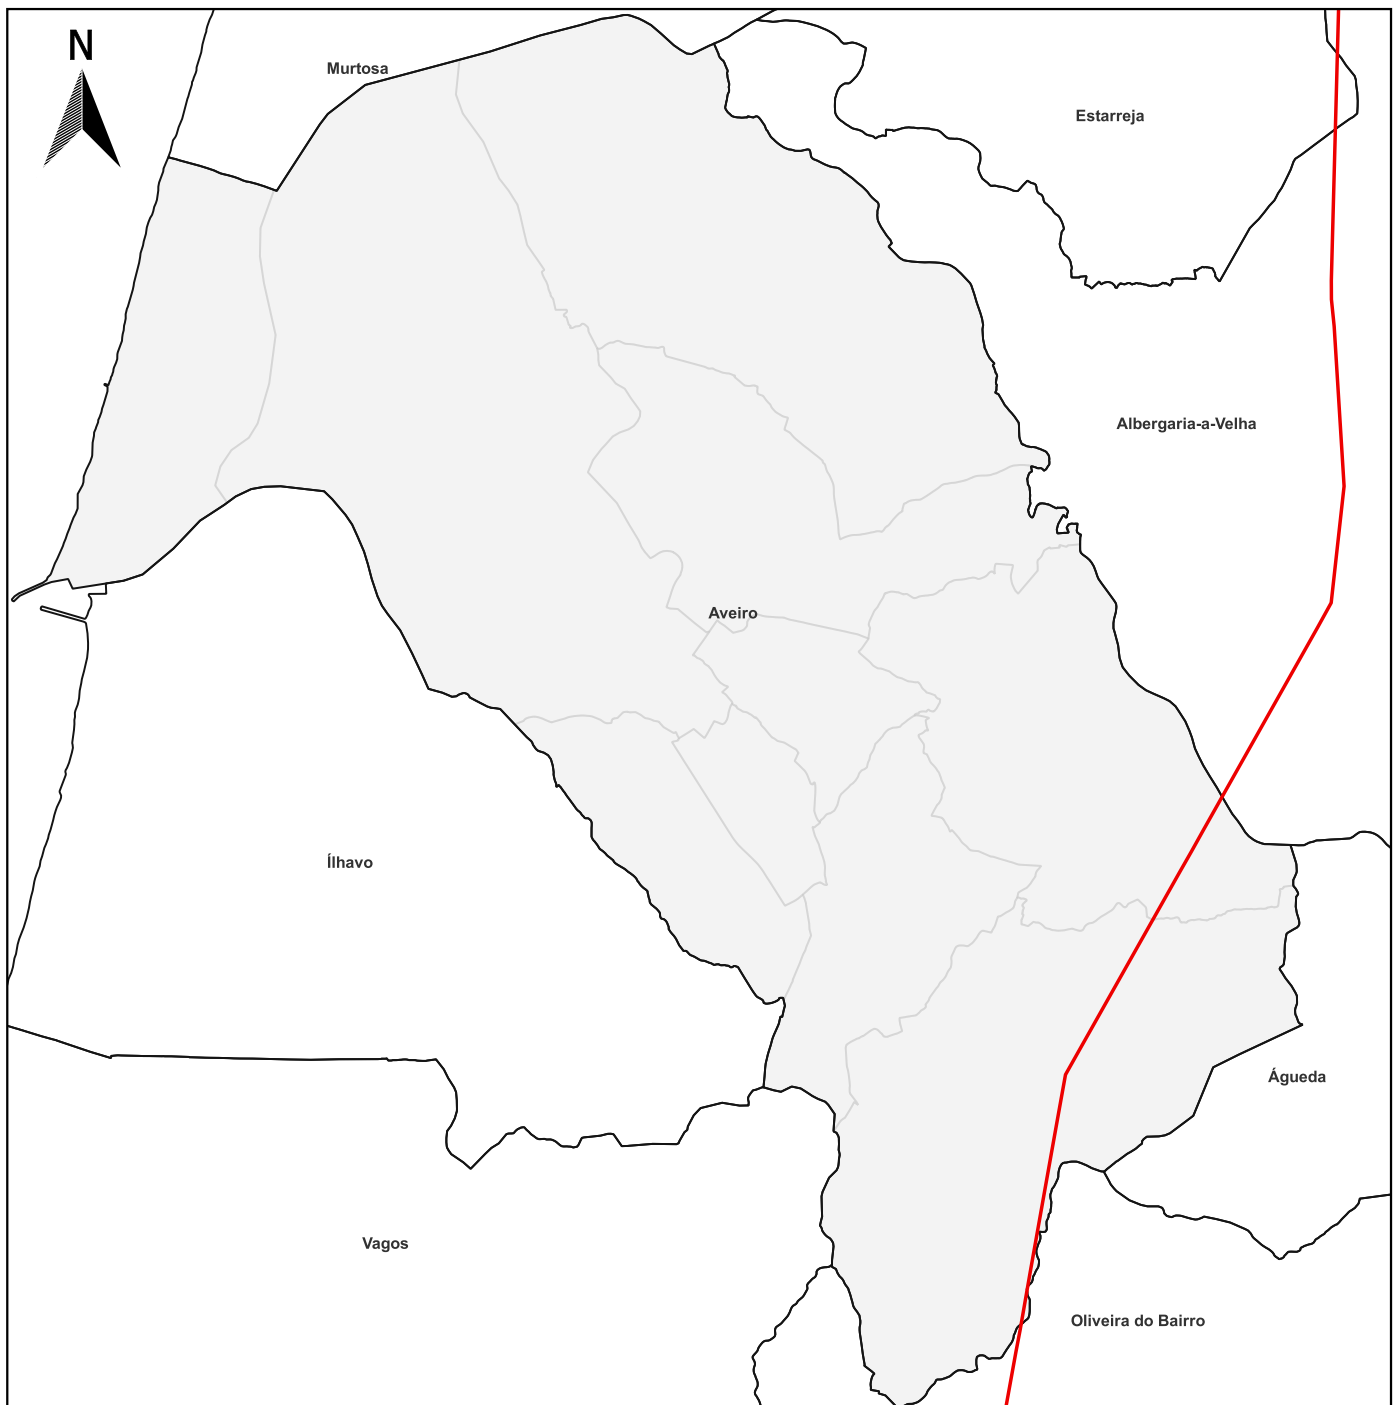 N
Murtosa
Estarreja
Albergaria-a-Velha
Aveiro
Ílhavo
Águeda
Vagos
Oliveira do Bairro